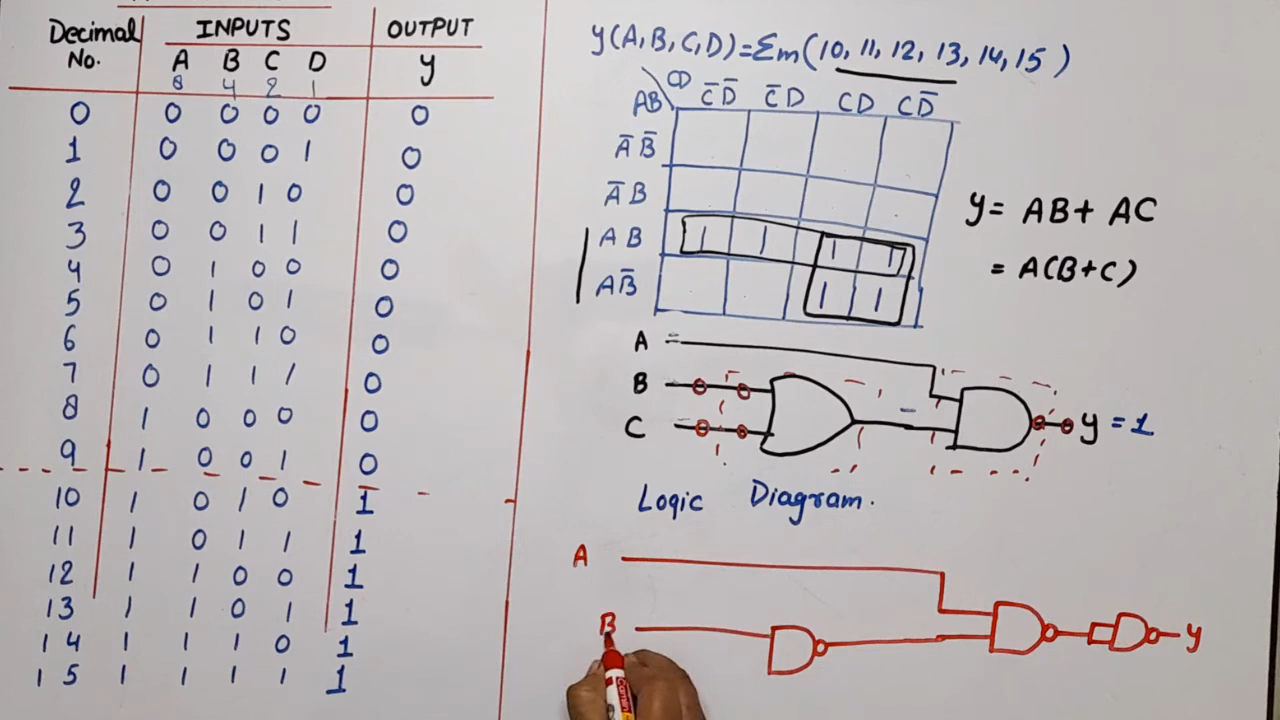 Decimal No. INPUTS OUTPUT
A B C D y
8 4 2 1
0 0 0 0 0 0
1 0 0 0 1 0
2 0 0 1 0 0
3 0 0 1 1 0
4 0 1 0 0 0
5 0 1 0 1 0
6 0 1 1 0 0
7 0 1 1 1 0
8 1 0 0 0 0
9 1 0 0 1 0
10 1 0 1 0 1
11 1 0 1 1 1
12 1 1 0 0 1
13 1 1 0 1 1
14 1 1 1 0 1
15 1 1 1 1 1
y(A,B,C,D)=Σm(10, 11, 12, 13, 14, 15)
CD
AB C̅D̅ C̅D CD CD̅
A̅B̅
A̅B
AB 1 1 1 1
AB̅ 1 1
y= AB+ AC
= A(B+C)
A =
B
C
y = 1
Logic Diagram.
A
B
y